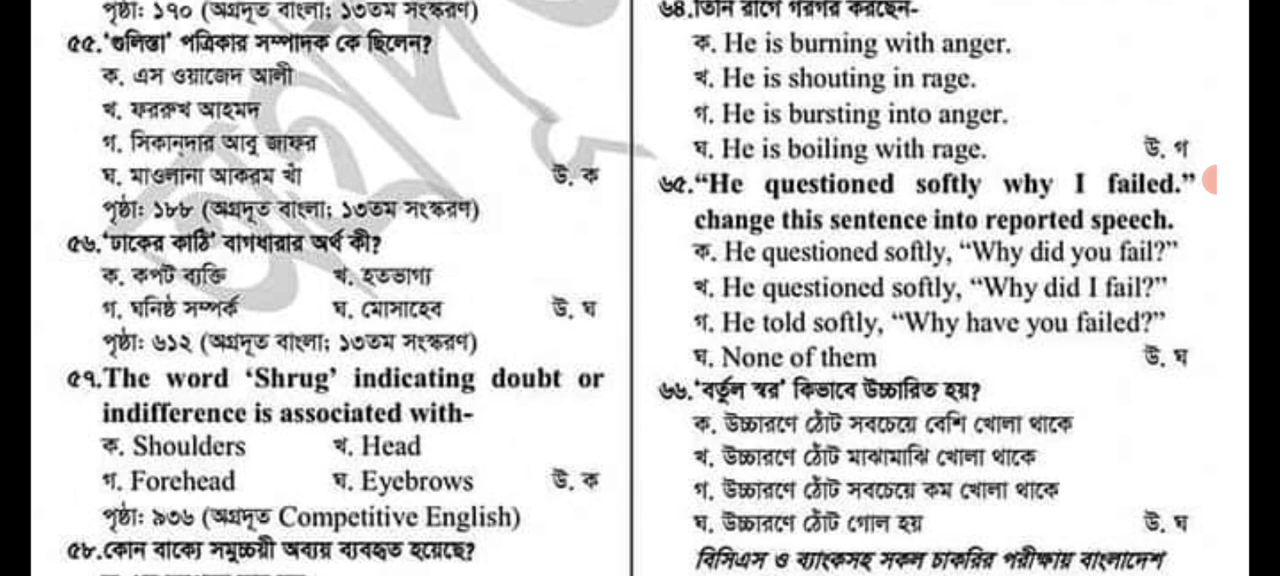 পৃষ্ঠা: ১৭০ (অগ্রদূত বাংলা; ১৩তম সংস্করণ)
৫৫.‘গুলিস্তা’ পত্রিকার সম্পাদক কে ছিলেন?
ক. এস ওয়াজেদ আলী
খ. ফররুখ আহমদ
গ. সিকানদার আবু জাফর
ঘ. মাওলানা আকরম খাঁ উ. ক
পৃষ্ঠা: ১৮৮ (অগ্রদূত বাংলা; ১৩তম সংস্করণ)
৫৬.‘ঢাকের কাঠি’ বাগধারার অর্থ কী?
ক. কপট ব্যক্তি খ. হতভাগ্য
গ. ঘনিষ্ঠ সম্পর্ক ঘ. মোসাহেব উ. ঘ
পৃষ্ঠা: ৬১২ (অগ্রদূত বাংলা; ১৩তম সংস্করণ)
৫৭.The word ‘Shrug’ indicating doubt or
indifference is associated with-
ক. Shoulders খ. Head
গ. Forehead ঘ. Eyebrows উ. ক
পৃষ্ঠা: ৯৩৬ (অগ্রদূত Competitive English)
৫৮.কোন বাক্যে সমুচ্চয়ী অব্যয় ব্যবহৃত হয়েছে?
৬৪.তিনি রাগে গরগর করছেন-
ক. He is burning with anger.
খ. He is shouting in rage.
গ. He is bursting into anger.
ঘ. He is boiling with rage. উ. গ
৬৫.“He questioned softly why I failed.”
change this sentence into reported speech.
ক. He questioned softly, “Why did you fail?”
খ. He questioned softly, “Why did I fail?”
গ. He told softly, “Why have you failed?”
ঘ. None of them উ. ঘ
৬৬.‘বর্তুল স্বর’ কিভাবে উচ্চারিত হয়?
ক. উচ্চারণে ঠোঁট সবচেয়ে বেশি খোলা থাকে
খ. উচ্চারণে ঠোঁট মাঝামাঝি খোলা থাকে
গ. উচ্চারণে ঠোঁট সবচেয়ে কম খোলা থাকে
ঘ. উচ্চারণে ঠোঁট গোল হয় উ. ঘ
বিসিএস ও ব্যাংকসহ সকল চাকরির পরীক্ষায় বাংলাদেশ